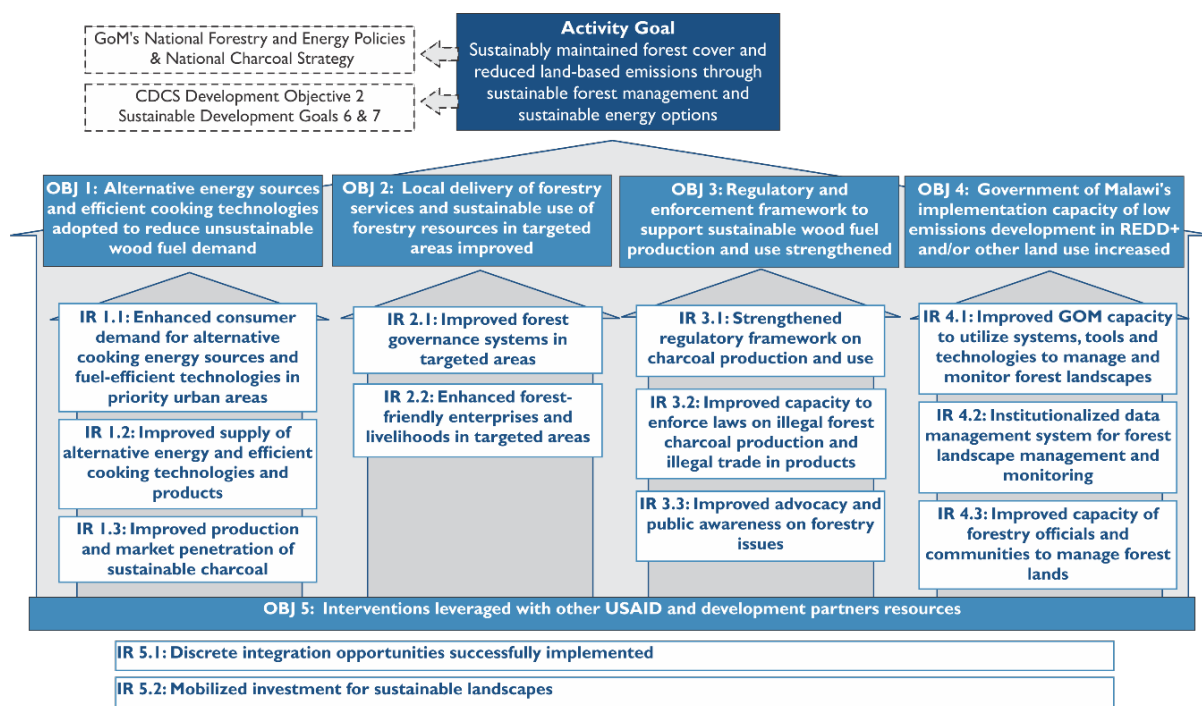 GoM's National Forestry and Energy Policies
& National Charcoal Strategy
CDCS Development Objective 2
Sustainable Development Goals 6 & 7
Activity Goal
Sustainably maintained forest cover and
reduced land-based emissions through
sustainable forest management and
sustainable energy options
OBJ 1: Alternative energy sources
and efficient cooking technologies
adopted to reduce unsustainable
wood fuel demand
IR 1.1: Enhanced consumer
demand for alternative
cooking energy sources and
fuel-efficient technologies in
priority urban areas
IR 1.2: Improved supply of
alternative energy and efficient
cooking technologies and
products
IR 1.3: Improved production
and market penetration of
sustainable charcoal
OBJ 2: Local delivery of forestry
services and sustainable use of
forestry resources in targeted
areas improved
IR 2.1: Improved forest
governance systems in
targeted areas
IR 2.2: Enhanced forest-
friendly enterprises and
livelihoods in targeted areas
OBJ 3: Regulatory and
enforcement framework to
support sustainable wood fuel
production and use strengthened
IR 3.1: Strengthened
regulatory framework on
charcoal production and use
IR 3.2: Improved capacity to
enforce laws on illegal forest
charcoal production and
illegal trade in products
IR 3.3: Improved advocacy and
public awareness on forestry
issues
OBJ 4: Government of Malawi's
implementation capacity of low
emissions development in REDD+
and/or other land use increased
IR 4.1: Improved GOM capacity
to utilize systems, tools and
technologies to manage and
monitor forest landscapes
IR 4.2: Institutionalized data
management system for forest
landscape management and
monitoring
IR 4.3: Improved capacity of
forestry officials and
communities to manage forest
lands
OBJ 5: Interventions leveraged with other USAID and development partners resources
IR 5.1: Discrete integration opportunities successfully implemented
IR 5.2: Mobilized investment for sustainable landscapes